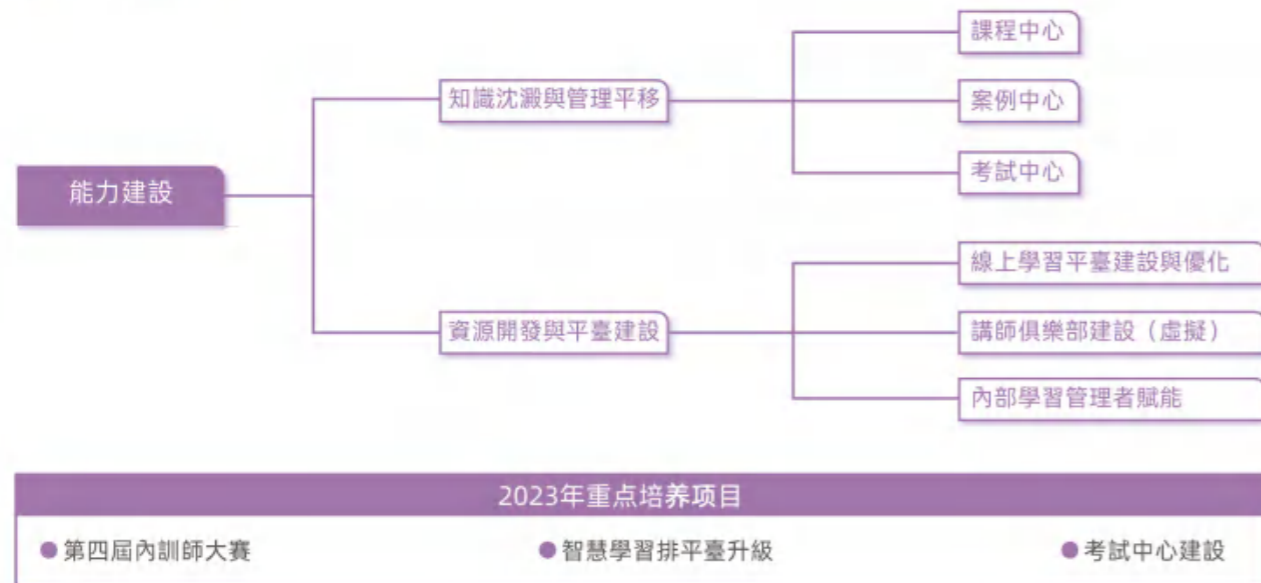 能力建設
知識沈澱與管理平移
課程中心
案例中心
考試中心
資源開發與平臺建設
線上學習平臺建設與優化
講師俱樂部建設（虛擬）
內部學習管理者賦能
2023年重点培养项目
第四屆內訓師大賽
智慧學習排平臺升級
考試中心建設